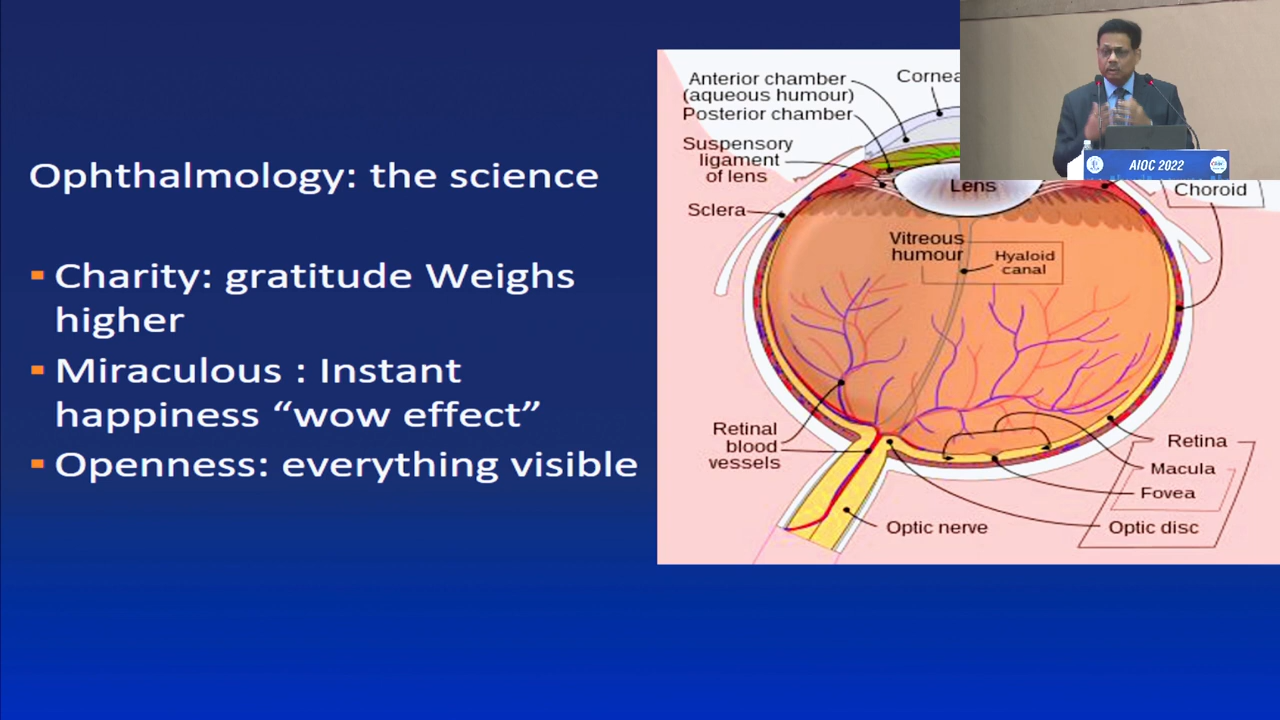 Ophthalmology: the science
▪ Charity: gratitude Weighs
higher
▪ Miraculous : Instant
happiness “wow effect”
▪ Openness: everything visible
Anterior chamber
(aqueous humour)
Posterior chamber
Suspensory
ligament
of lens
Sclera
Cornea
Lens
Choroid
Vitreous
humour
Hyaloid
canal
Retinal
blood
vessels
Retina
Macula
Fovea
Optic nerve
Optic disc
AIOC 2022